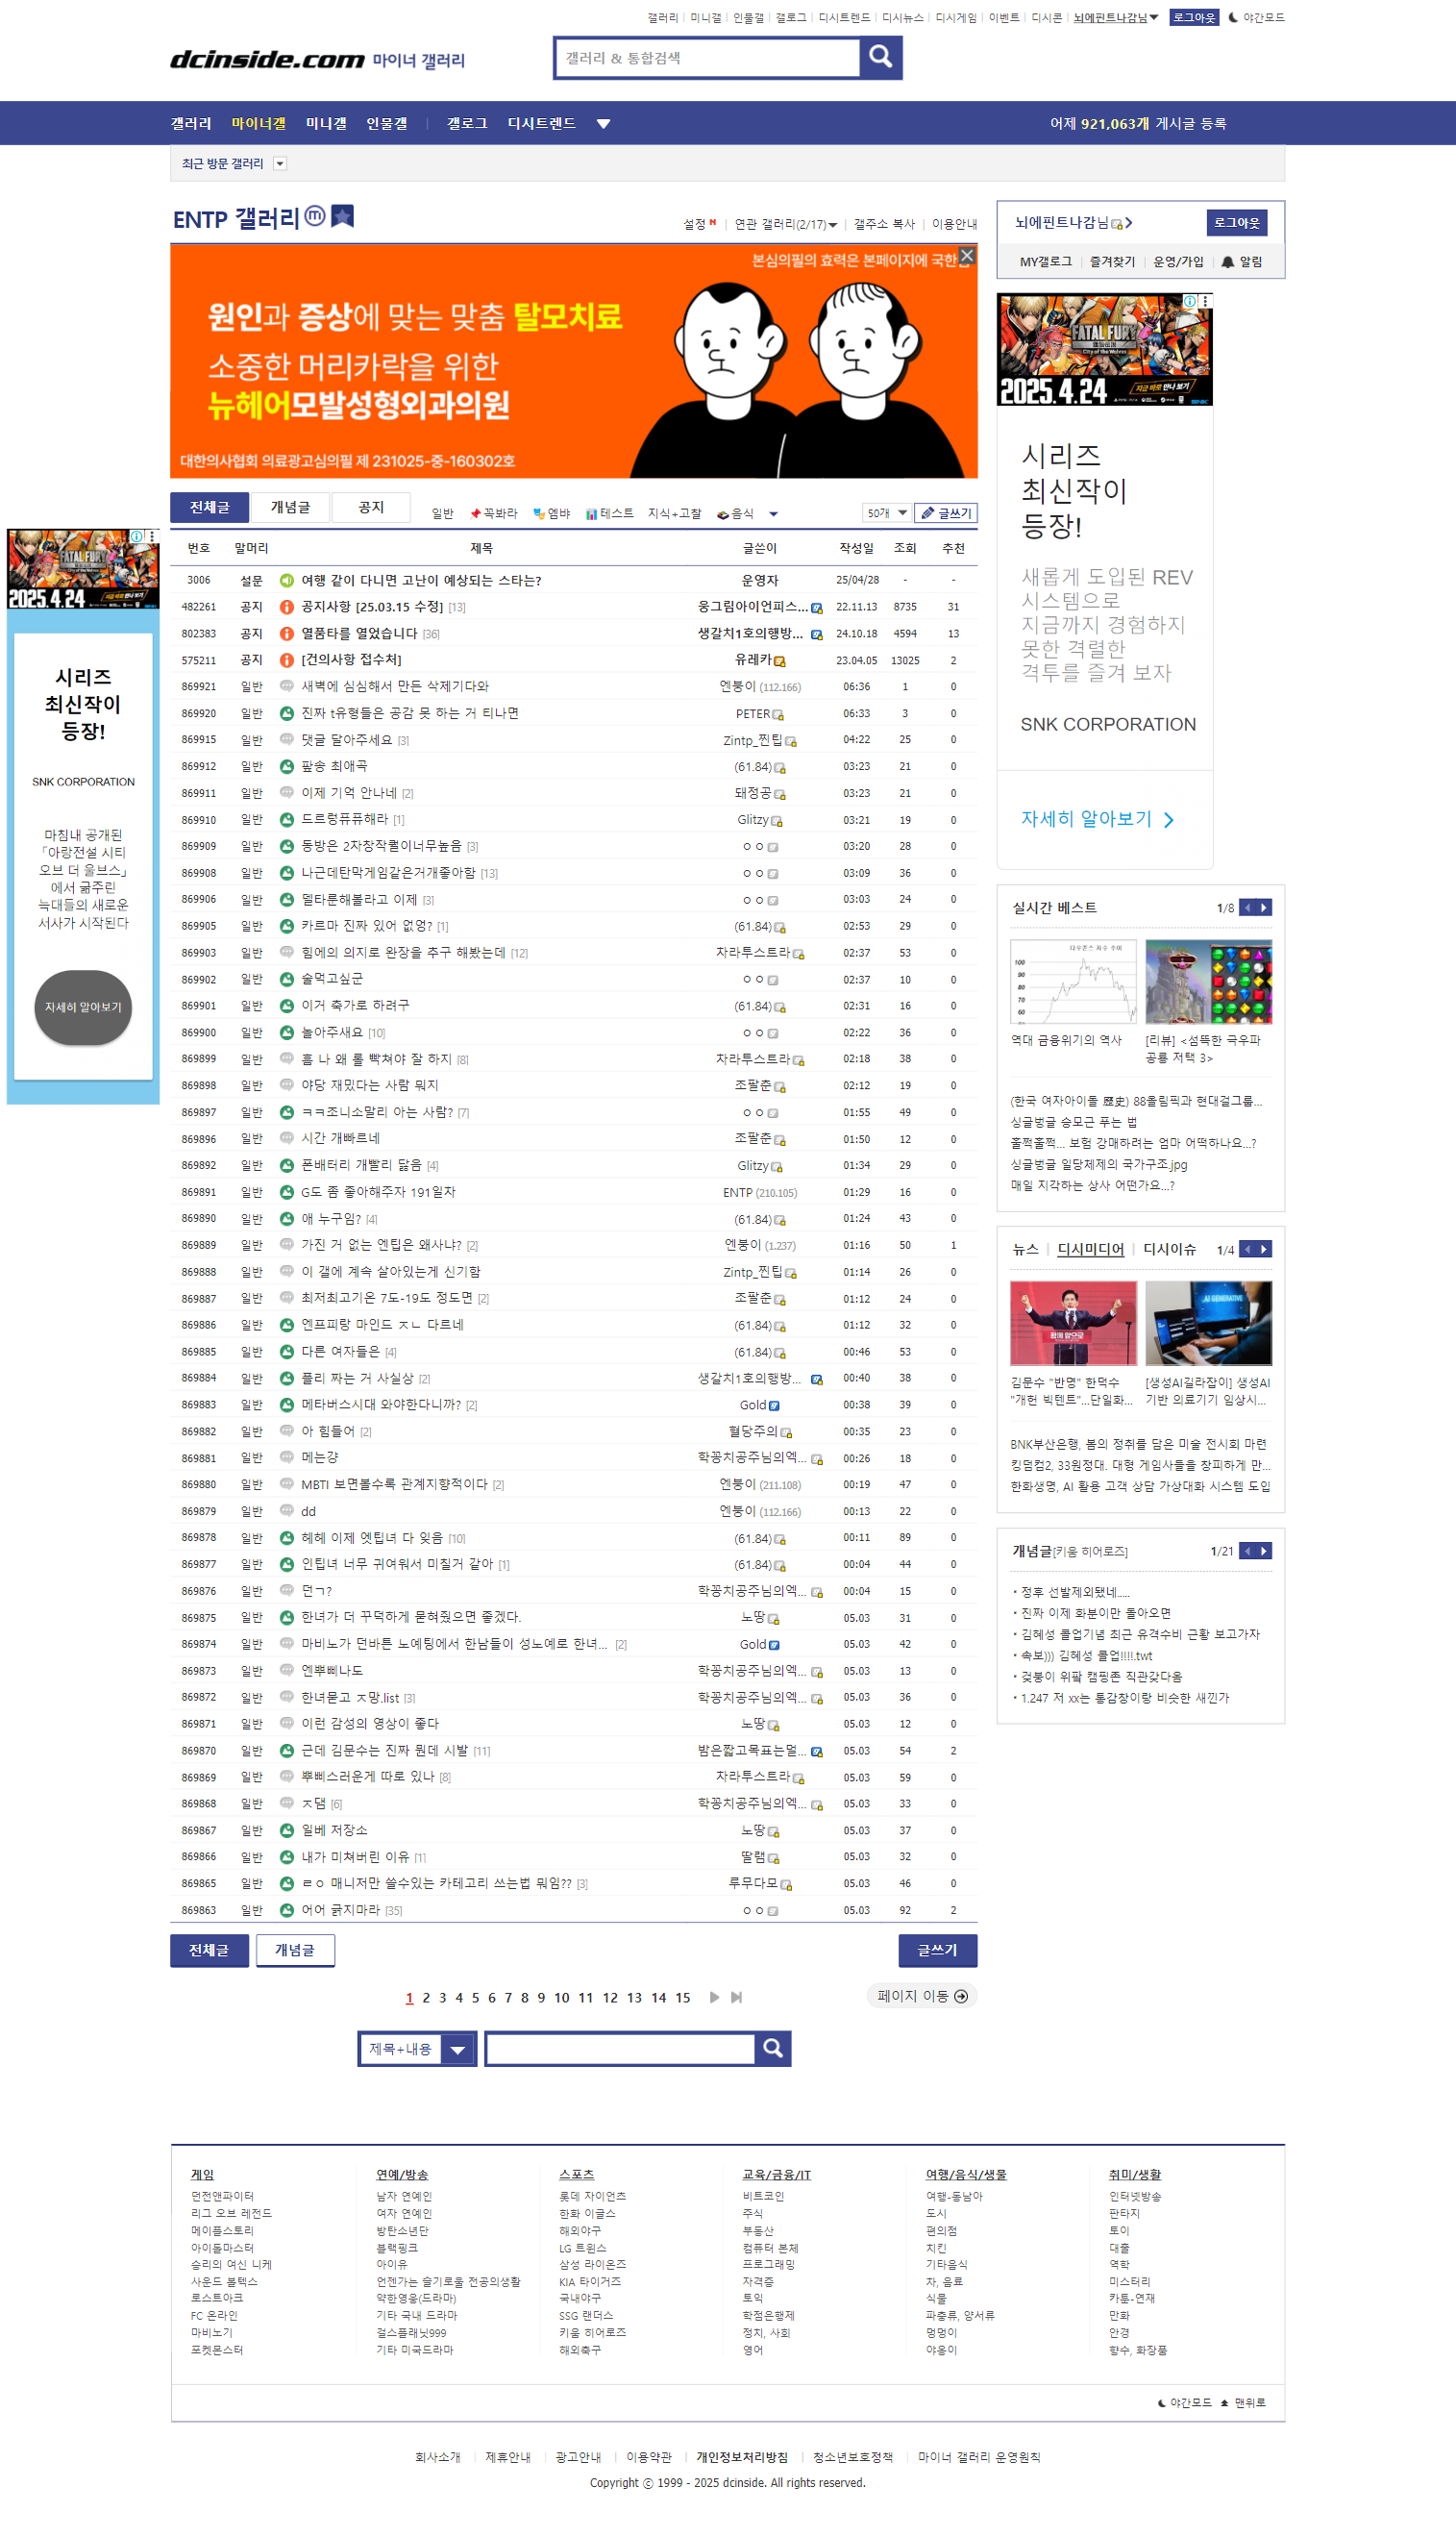 갤러리 | 미니갤 | 인물갤 | 갤로그 | 디시트렌드 | 디시뉴스 | 디시게임 | 이벤트 | 디시콘 | 뇌에핀트나감님 로그아웃 야간모드
dcinside.com 마이너 갤러리
갤러리 & 통합검색
갤러리 마이너갤 미니갤 인물갤 | 갤로그 디시트렌드
어제 921,063개 게시글 등록
최근 방문 갤러리
ENTP 갤러리 ⓜ
설정 N | 연관 갤러리(2/17) | 갤주소 복사 | 이용안내
본심의필의 효력은 본페이지에 국한
원인과 증상에 맞는 맞춤 탈모치료
소중한 머리카락을 위한
뉴헤어모발성형외과의원
대한의사협회 의료광고심의필 제 231025-중-160302호
전체글 개념글 공지
일반 꼭봐라 엠뱌 테스트 지식+고찰 음식
50개 글쓰기
번호 말머리 제목 글쓴이 작성일 조회 추천
3006 설문 여행 같이 다니면 고난이 예상되는 스타는? 운영자 25/04/28 - -
482261 공지 공지사항 [25.03.15 수정] [13] 웅그림아이언피스... 22.11.13 8735 31
802383 공지 열품타를 열었습니다 [36] 생갈치1호의행방... 24.10.18 4594 13
575211 공지 [건의사항 접수처] 유레카 23.04.05 13025 2
869921 일반 새벽에 심심해서 만든 삭제기다와 엔붕이 (112.166) 06:36 1 0
869920 일반 진짜 t유형들은 공감 못 하는 거 티나면 PETER 06:33 3 0
869915 일반 댓글 달아주세요 [3] Zintp_찐팁 04:22 25 0
869912 일반 팝송 최애곡 (61.84) 03:23 21 0
869911 일반 이제 기억 안나네 [2] 돼정공 03:23 21 0
869910 일반 드르렁퓨퓨해라 [1] Glitzy 03:21 19 0
869909 일반 동방은 2자창작퀄이너무높음 [3] ㅇㅇ 03:20 28 0
869908 일반 나근데탄막게임같은거개좋아함 [13] ㅇㅇ 03:09 36 0
869906 일반 델타룬해볼라고 이제 [3] ㅇㅇ 03:03 24 0
869905 일반 카르마 진짜 있어 없엉? [1] (61.84) 02:53 29 0
869903 일반 힘에의 의지로 완장을 추구 해봤는데 [12] 차라투스트라 02:37 53 0
869902 일반 술먹고싶군 ㅇㅇ 02:37 10 0
869901 일반 이거 축가로 하려구 (61.84) 02:31 16 0
869900 일반 놀아주새요 [10] ㅇㅇ 02:22 36 0
869899 일반 흠 나 왜 롤 빡쳐야 잘 하지 [8] 차라투스트라 02:18 38 0
869898 일반 야당 재밌다는 사람 뭐지 조팔춘 02:12 19 0
869897 일반 ㅋㅋ조니소말리 아는 사람? [7] ㅇㅇ 01:55 49 0
869896 일반 시간 개빠르네 조팔춘 01:50 12 0
869892 일반 폰배터리 개빨리 닳음 [4] Glitzy 01:34 29 0
869891 일반 G도 좀 좋아해주자 191일자 ENTP (210.105) 01:29 16 0
869890 일반 애 누구임? [4] (61.84) 01:24 43 0
869889 일반 가진 거 없는 엔팁은 왜사냐? [2] 엔붕이 (1.237) 01:16 50 1
869888 일반 이 갤에 계속 살아있는게 신기함 Zintp_찐팁 01:14 26 0
869887 일반 최저최고기온 7도-19도 정도면 [2] 조팔춘 01:12 24 0
869886 일반 엔프피랑 마인드 ㅈㄴ 다르네 (61.84) 01:12 32 0
869885 일반 다른 여자들은 [4] (61.84) 00:46 53 0
869884 일반 플리 짜는 거 사실상 [2] 생갈치1호의행방... 00:40 38 0
869883 일반 메타버스시대 와야한다니까? [2] Gold 00:38 39 0
869882 일반 아 힘들어 [2] 혈당주의 00:35 23 0
869881 일반 메는걍 학꽁치공주님의엑... 00:26 18 0
869880 일반 MBTI 보면볼수록 관계지향적이다 [2] 엔붕이 (211.108) 00:19 47 0
869879 일반 dd 엔붕이 (112.166) 00:13 22 0
869878 일반 헤헤 이제 엣팁녀 다 잊음 [10] (61.84) 00:11 89 0
869877 일반 인팁녀 너무 귀여워서 미칠거 같아 [1] (61.84) 00:04 44 0
869876 일반 던ㄱ? 학꽁치공주님의엑... 00:04 15 0
869875 일반 한녀가 더 꾸덕하게 묻혀줬으면 좋겠다. 노땅 05.03 31 0
869874 일반 마비노가 던바튼 노예팅에서 한남들이 성노예로 한녀... [2] Gold 05.03 42 0
869873 일반 엔뿌삐나도 학꽁치공주님의엑... 05.03 13 0
869872 일반 한녀묻고 ㅈ망.list [3] 학꽁치공주님의엑... 05.03 36 0
869871 일반 이런 감성의 영상이 좋다 노땅 05.03 12 0
869870 일반 근데 김문수는 진짜 뭔데 시발 [11] 밤은짧고목표는멀... 05.03 54 2
869869 일반 뿌삐스러운게 따로 있나 [8] 차라투스트라 05.03 59 0
869868 일반 ㅈ댐 [6] 학꽁치공주님의엑... 05.03 33 0
869867 일반 일베 저장소 노땅 05.03 37 0
869866 일반 내가 미쳐버린 이유 [1] 딸램 05.03 32 0
869865 일반 ㄹㅇ 매니저만 쓸수있는 카테고리 쓰는법 뭐임?? [3] 루무다모 05.03 46 0
869863 일반 어어 긁지마라 [35] ㅇㅇ 05.03 92 2
전체글 개념글 글쓰기
1 2 3 4 5 6 7 8 9 10 11 12 13 14 15
페이지 이동
제목+내용
뇌에핀트나감님 로그아웃
MY갤로그 | 즐겨찾기 | 운영/가입 | 알림
FATAL FURY
City of the Wolves
2025.4.24
지금 바로 만나 보기
시리즈
최신작이
등장!
새롭게 도입된 REV
시스템으로
지금까지 경험하지
못한 격렬한
격투를 즐겨 보자
SNK CORPORATION
자세히 알아보기
실시간 베스트 1/8
다우존스 지수 추이
100
90
80
70
60
역대 금융위기의 역사
[리뷰] <섬뜩한 극우파
공룡 저택 3>
(한국 여자아이돌 歷史) 88올림픽과 현대걸그룹...
싱글벙글 승모근 푸는 법
훌쩍훌쩍... 보험 강매하려는 엄마 어떡하나요...?
싱글벙글 일당체제의 국가구조.jpg
매일 지각하는 상사 어떤가요...?
뉴스 | 디시미디어 | 디시이슈 1/4
함께 앞으로
AI GENERATIVE
김문수 "반명" 한덕수
"개헌 빅텐트"...단일화...
[생성AI길라잡이] 생성AI
기반 의료기기 임상시...
BNK부산은행, 봄의 정취를 담은 미술 전시회 마련
킹덤컴2, 33원정대. 대형 게임사들을 창피하게 만...
한화생명, AI 활용 고객 상담 가상대화 시스템 도입
개념글[키움 히어로즈] 1/21
· 정후 선발제외됐네.....
· 진짜 이제 화분이만 돌아오면
· 김혜성 콜업기념 최근 유격수비 근황 보고가자
· 속보))) 김혜성 콜업!!!!.twt
· 겆붕이 위팤 캠핑존 직관갔다옴
· 1.247 저 xx는 통감창이랑 비슷한 새낀가
FATAL FURY
2025.4.24
시리즈
최신작이
등장!
SNK CORPORATION
마침내 공개된
「아랑전설 시티
오브 더 울브스」
에서 굶주린
늑대들의 새로운
서사가 시작된다
자세히 알아보기
게임
던전앤파이터
리그 오브 레전드
메이플스토리
아이돌마스터
승리의 여신 니케
사운드 볼텍스
로스트아크
FC 온라인
마비노기
포켓몬스터
연예/방송
남자 연예인
여자 연예인
방탄소년단
블랙핑크
아이유
언젠가는 슬기로울 전공의생활
약한영웅(드라마)
기타 국내 드라마
걸스플래닛999
기타 미국드라마
스포츠
롯데 자이언츠
한화 이글스
해외야구
LG 트윈스
삼성 라이온즈
KIA 타이거즈
국내야구
SSG 랜더스
키움 히어로즈
해외축구
교육/금융/IT
비트코인
주식
부동산
컴퓨터 본체
프로그래밍
자격증
토익
학점은행제
정치, 사회
영어
여행/음식/생물
여행-동남아
도시
편의점
치킨
기타음식
차, 음료
식물
파충류, 양서류
멍멍이
야옹이
취미/생활
인터넷방송
판타지
토이
대출
역학
미스터리
카툰-연재
만화
안경
향수, 화장품
야간모드 맨위로
회사소개 | 제휴안내 | 광고안내 | 이용약관 | 개인정보처리방침 | 청소년보호정책 | 마이너 갤러리 운영원칙
Copyright ⓒ 1999 - 2025 dcinside. All rights reserved.